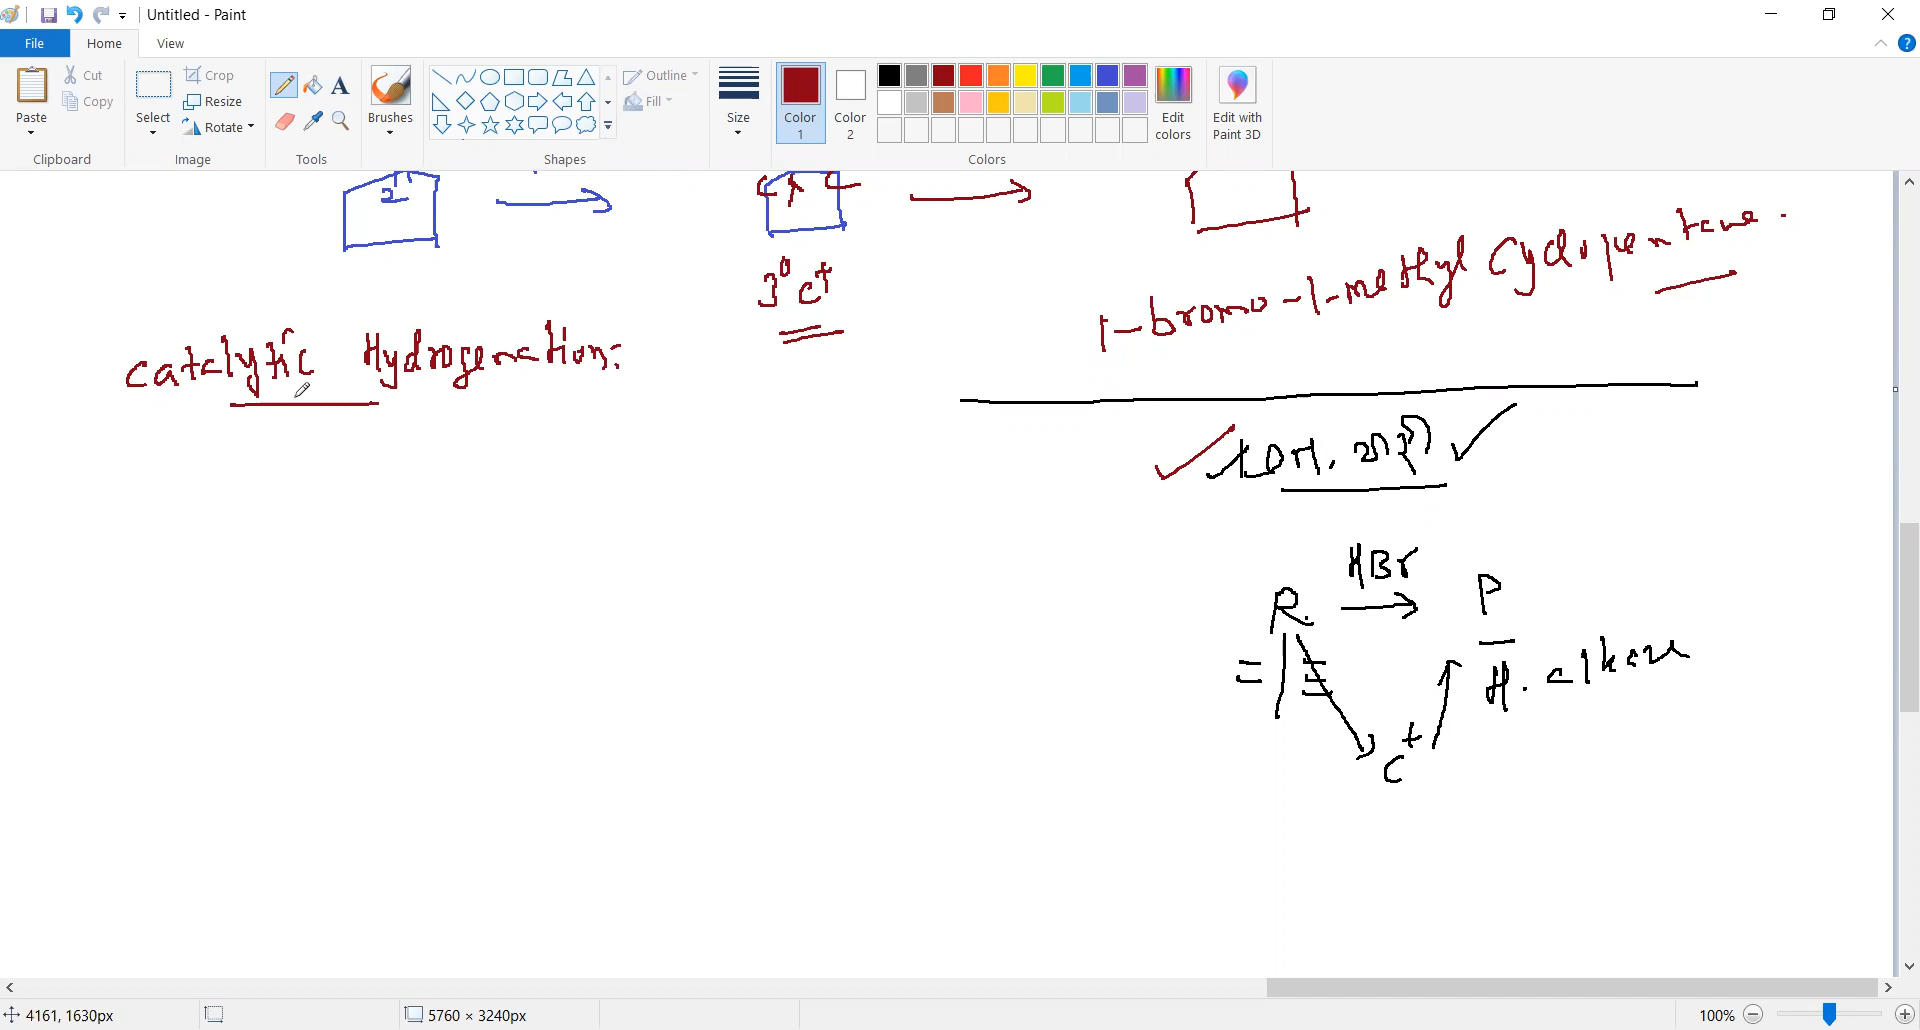 Untitled - Paint
File
Home
View
Paste
Cut
Copy
Clipboard
Select
Crop
Resize
Rotate
Image
Tools
Brushes
Shapes
Outline
Fill
Size
Color
1
Color
2
Colors
Edit
colors
Edit with
Paint 3D
2°
3° C+
1-bromo-1-methyl Cyclopentane.
Catalytic Hydrogenation:
HBr
R.
P
H. alkane
C+
4161, 1630px
5760 × 3240px
100%